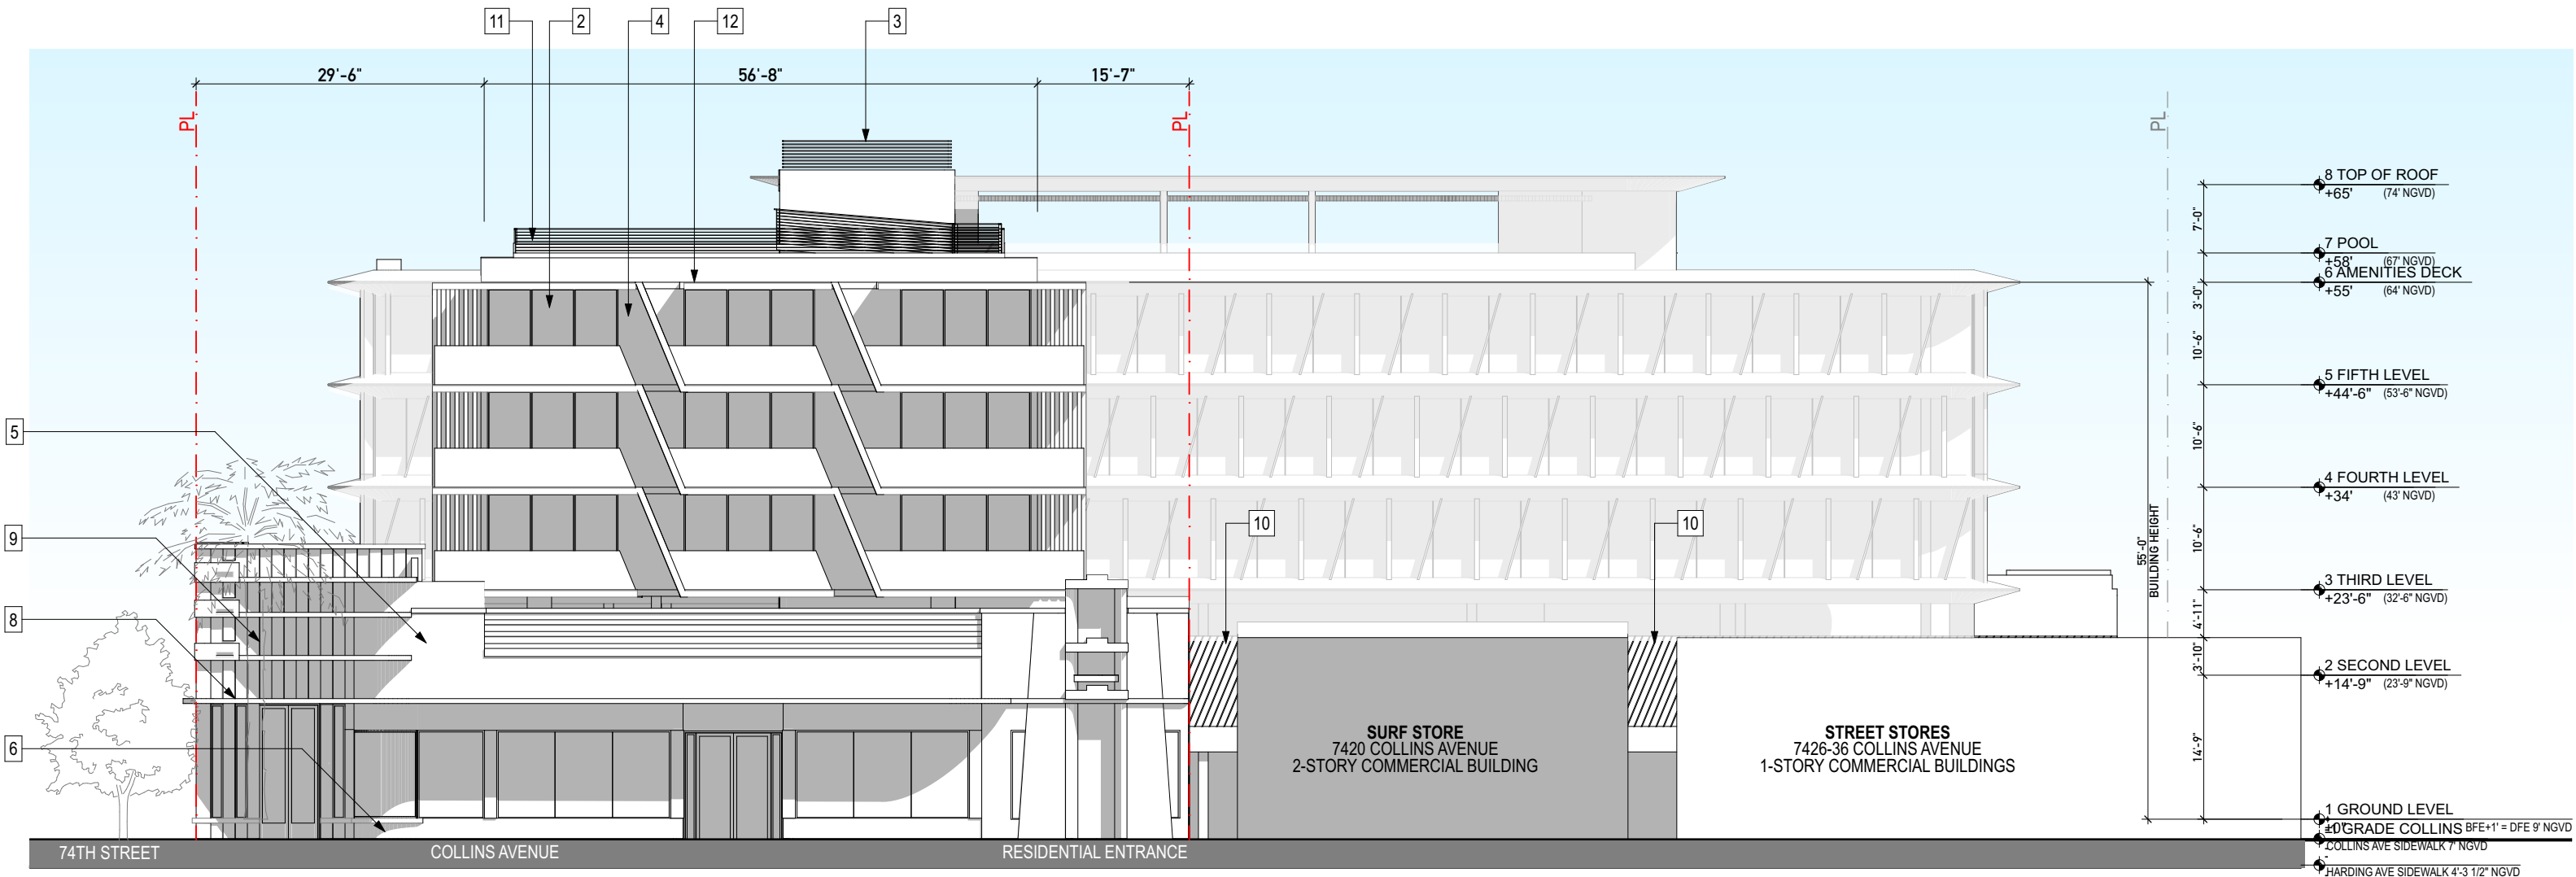 11
2
4
12
3
29'-6"
56'-8"
15'-7"
PL
PL
PL
8 TOP OF ROOF
+65' (74' NGVD)
7'-0"
7 POOL
+58' (67' NGVD)
6 AMENITIES DECK
+55' (64' NGVD)
3'-0"
10'-6"
5 FIFTH LEVEL
+44'-6" (53'-6" NGVD)
5
10'-6"
4 FOURTH LEVEL
+34' (43' NGVD)
9
10
10
10'-6"
55'-0"
BUILDING HEIGHT
3 THIRD LEVEL
+23'-6" (32'-6" NGVD)
8
4'-11"
3'-10"
2 SECOND LEVEL
+14'-9" (23'-9" NGVD)
6
SURF STORE
7420 COLLINS AVENUE
2-STORY COMMERCIAL BUILDING
STREET STORES
7426-36 COLLINS AVENUE
1-STORY COMMERCIAL BUILDINGS
14'-9"
1 GROUND LEVEL
±0" GRADE COLLINS BFE+1' = DFE 9' NGVD
COLLINS AVE SIDEWALK 7' NGVD
HARDING AVE SIDEWALK 4'-3 1/2" NGVD
74TH STREET
COLLINS AVENUE
RESIDENTIAL ENTRANCE